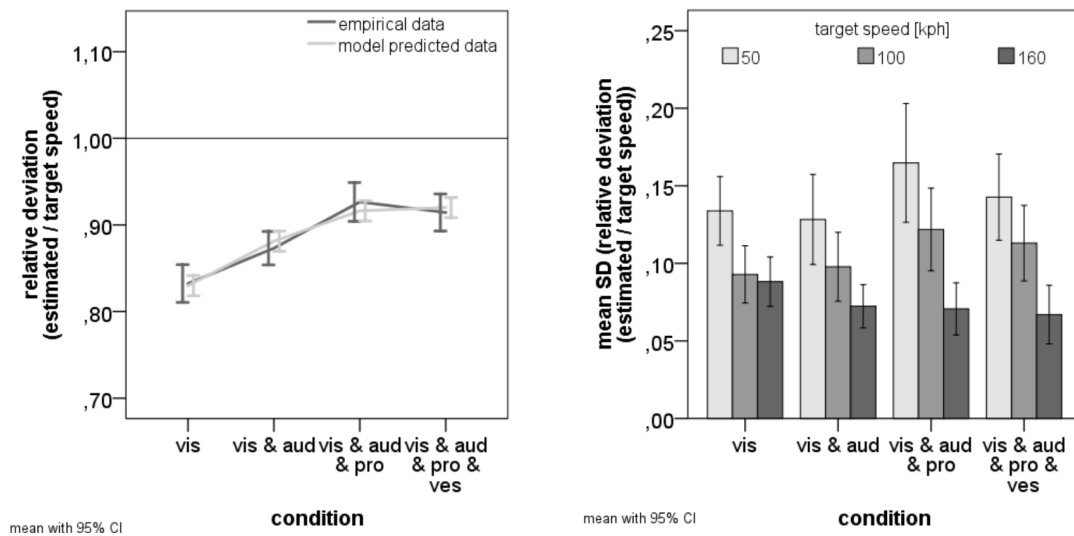 relative deviation
(estimated / target speed)
1,10
1,00
,90
,80
,70
empirical data
model predicted data
vis
vis & aud
vis & aud
& pro
vis & aud
& pro &
ves
condition
mean with 95% CI
mean SD (relative deviation
(estimated / target speed))
,25
,20
,15
,10
,05
,00
target speed [kph]
50
100
160
vis
vis & aud
vis & aud
& pro
vis & aud
& pro &
ves
condition
mean with 95% CI